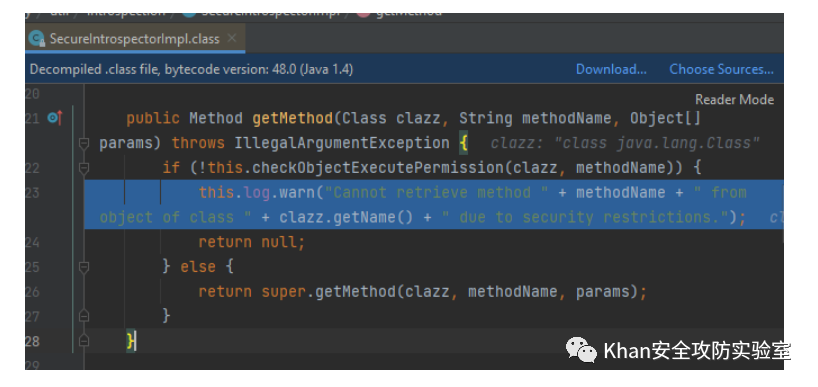 util
introspection
SecureIntrospectorImpl
getMethod
SecureIntrospectorImpl.class
Decompiled .class file, bytecode version: 48.0 (Java 1.4) Download... Choose Sources...
20
Reader Mode
21 public Method getMethod(Class clazz, String methodName, Object[]
params) throws IllegalArgumentException { clazz: "class java.lang.Class"
22 if (!this.checkObjectExecutePermission(clazz, methodName)) {
23 this.log.warn("Cannot retrieve method " + methodName + " from
object of class " + clazz.getName() + " due to security restrictions."); cl
24 return null;
25 } else {
26 return super.getMethod(clazz, methodName, params);
27 }
28 }
29
Khan安全攻防实验室